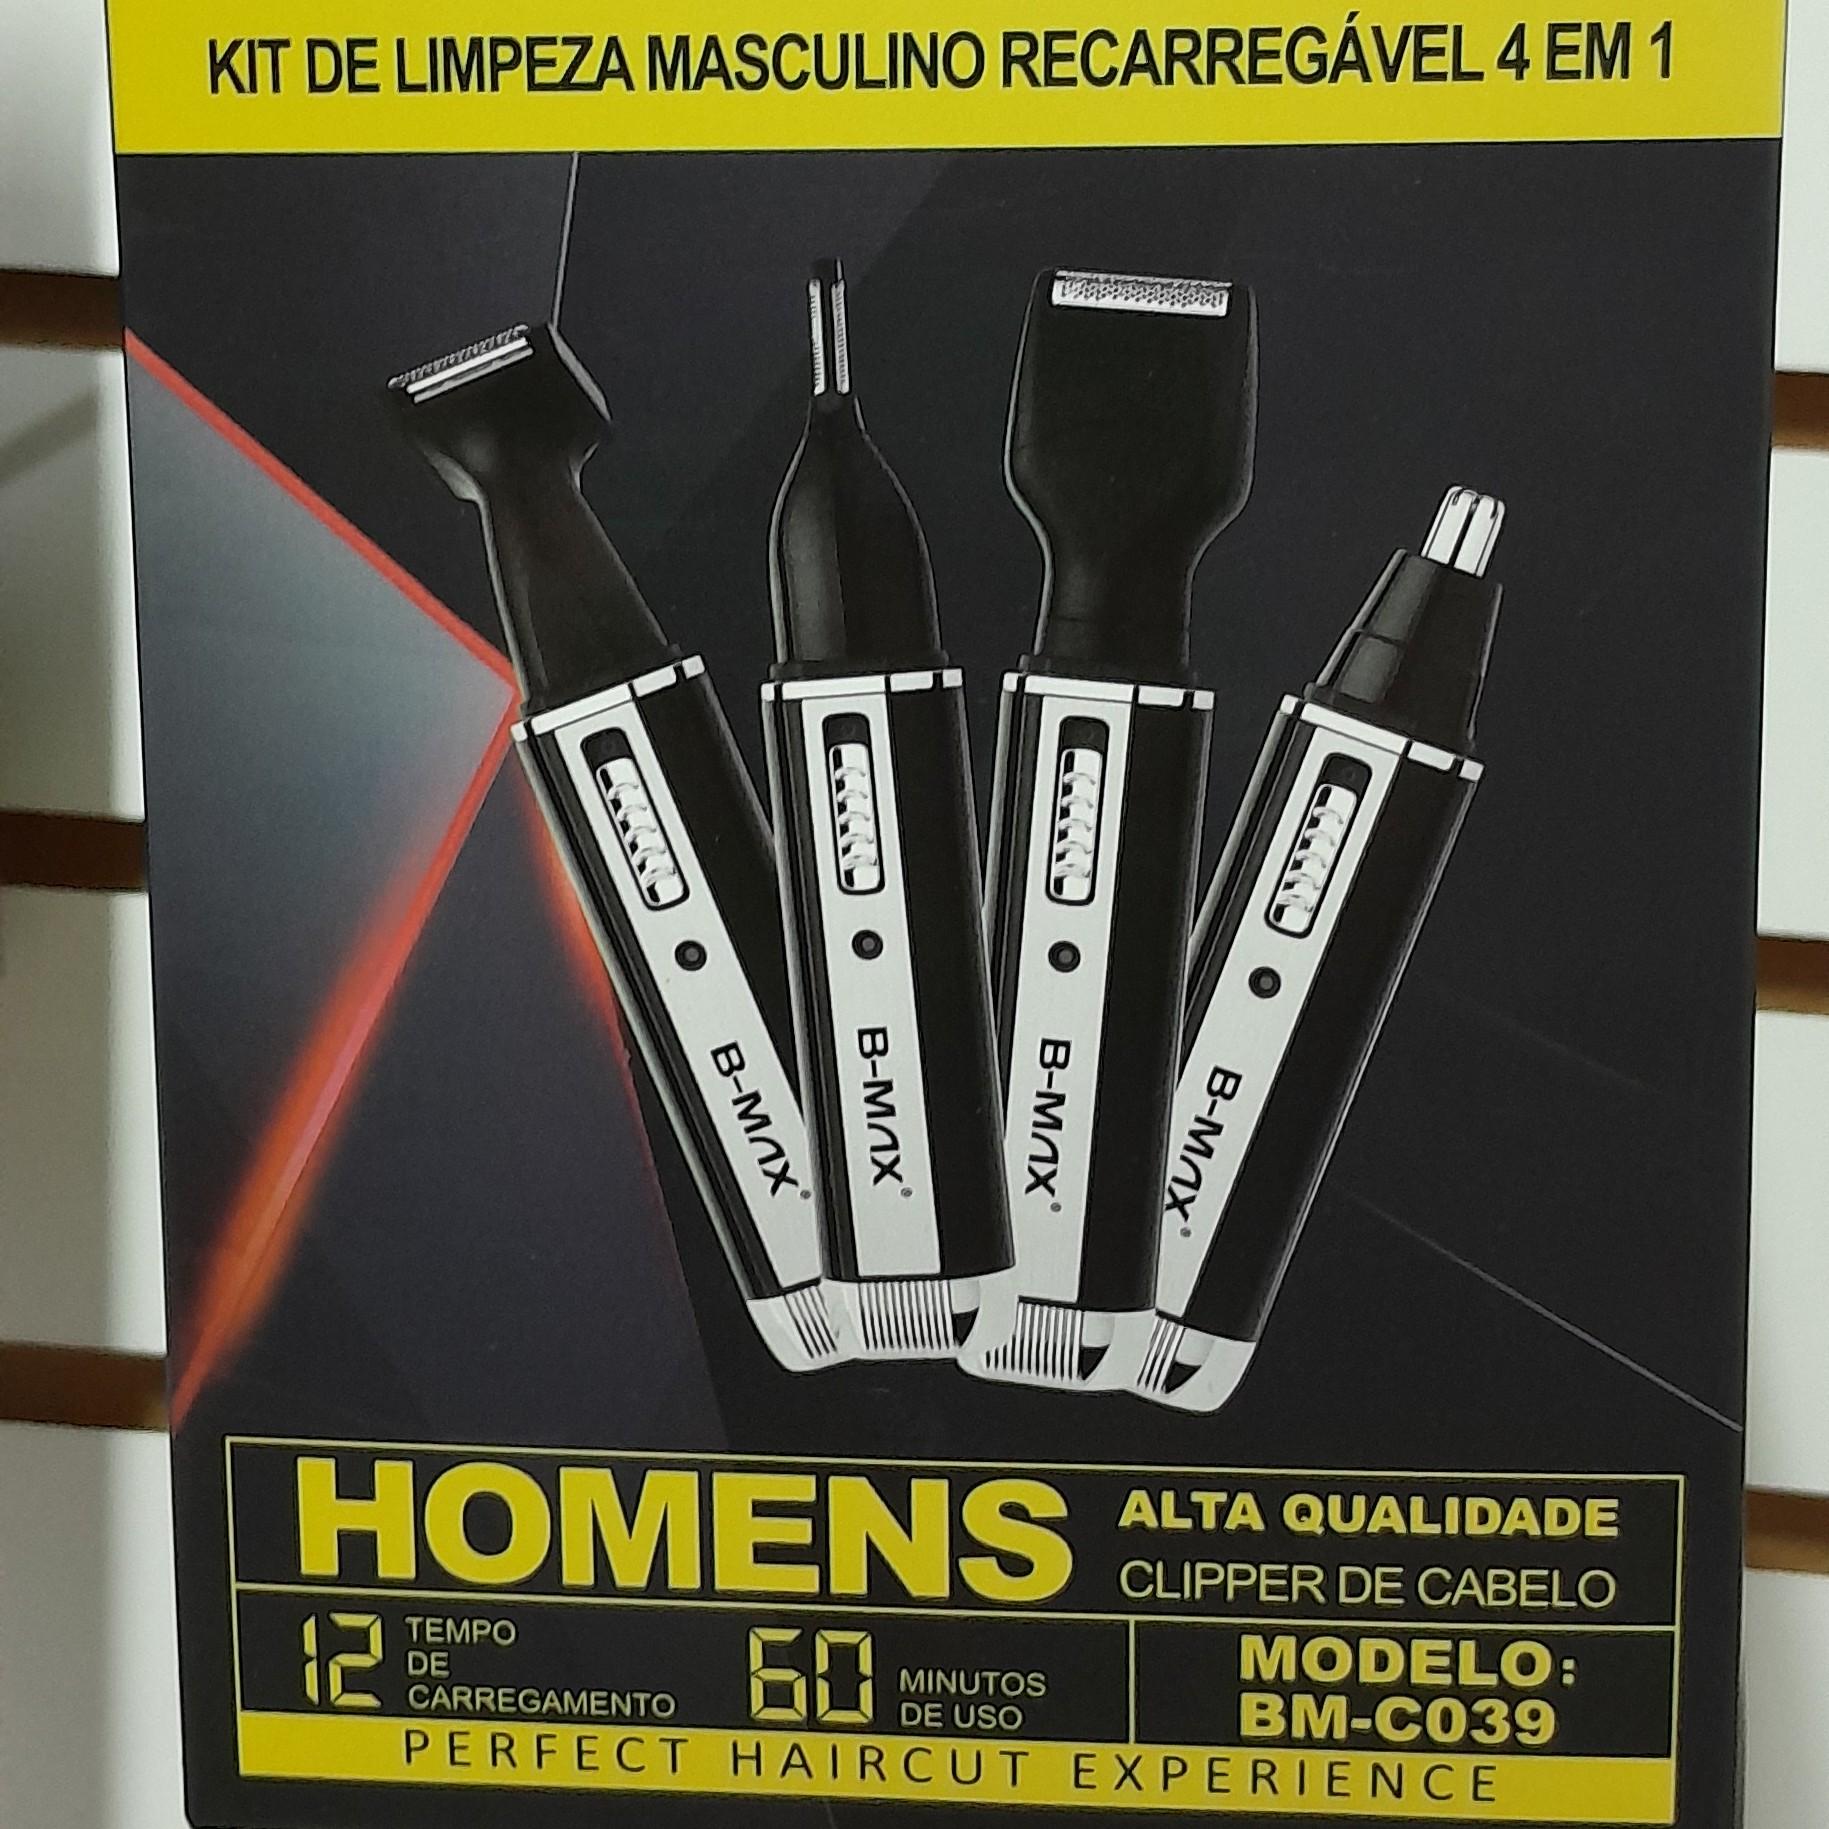 KIT DE LIMPEZA MASCULINO RECARREGÁVEL 4 EM 1
B-MAX®
B-MAX®
B-MAX®
B-MAX®
HOMENS
ALTA QUALIDADE
CLIPPER DE CABELO
12
TEMPO
DE
CARREGAMENTO
60
MINUTOS
DE USO
MODELO:
BM-C039
PERFECT HAIRCUT EXPERIENCE